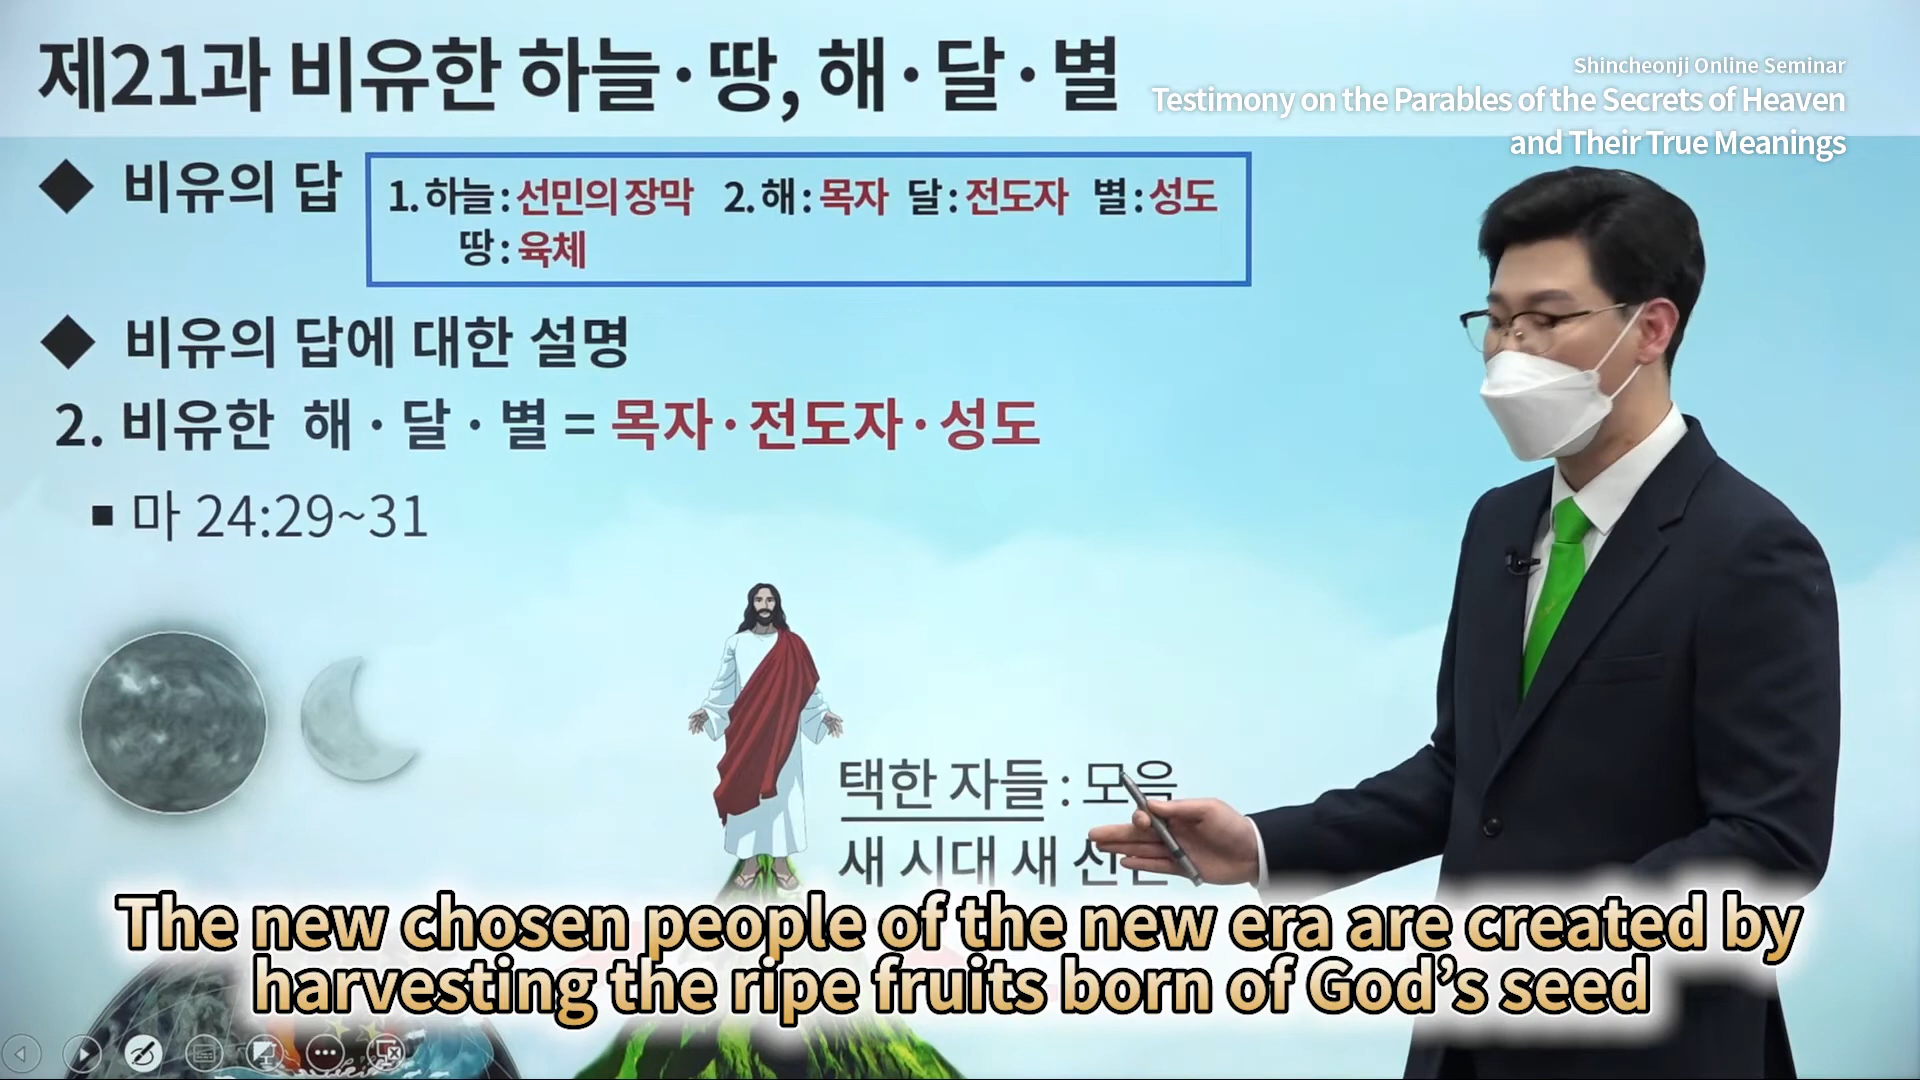 제21과 비유한 하늘·땅, 해·달·별
Shincheonji Online Seminar
Testimony on the Parables of the Secrets of Heaven
and Their True Meanings
◆ 비유의 답
1. 하늘 : 선민의 장막 2. 해 : 목자 달 : 전도자 별 : 성도
땅 : 육체
◆ 비유의 답에 대한 설명
2. 비유한 해 · 달 · 별 = 목자 · 전도자 · 성도
▪ 마 24:29~31
택한 자들 : 모음
새 시대 새
The new chosen people of the new era are created by
harvesting the ripe fruits born of God's seed